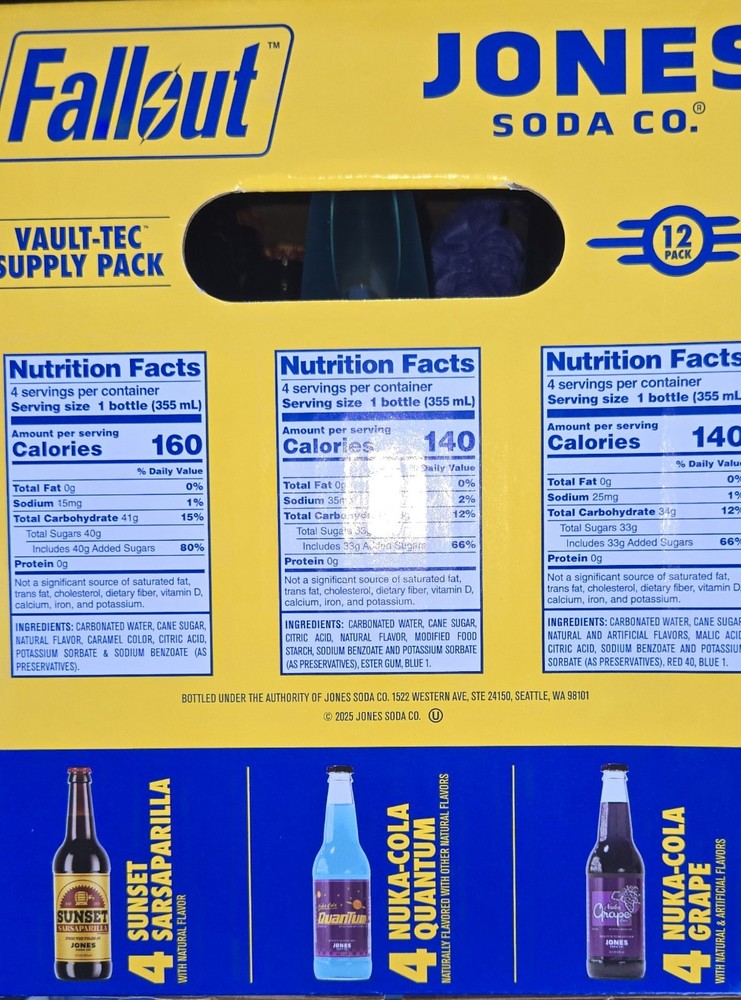 Fallout™
JONES
SODA CO.®
VAULT-TEC™
SUPPLY PACK
12
PACK
Nutrition Facts
4 servings per container
Serving size 1 bottle (355 mL)
Amount per serving
Calories 160
% Daily Value
Total Fat 0g 0%
Sodium 15mg 1%
Total Carbohydrate 41g 15%
Total Sugars 40g
Includes 40g Added Sugars 80%
Protein 0g
Not a significant source of saturated fat,
trans fat, cholesterol, dietary fiber, vitamin D,
calcium, iron, and potassium.
INGREDIENTS: CARBONATED WATER, CANE SUGAR,
NATURAL FLAVOR, CARAMEL COLOR, CITRIC ACID,
POTASSIUM SORBATE & SODIUM BENZOATE (AS
PRESERVATIVES).
Nutrition Facts
4 servings per container
Serving size 1 bottle (355 mL)
Amount per serving
Calories 140
% Daily Value
Total Fat 0g 0%
Sodium 35mg 2%
Total Carbohydrate 12%
Total Sugars 33g
Includes 33g Added Sugars 66%
Protein 0g
Not a significant source of saturated fat,
trans fat, cholesterol, dietary fiber, vitamin D,
calcium, iron, and potassium.
INGREDIENTS: CARBONATED WATER, CANE SUGAR,
CITRIC ACID, NATURAL FLAVOR, MODIFIED FOOD
STARCH, SODIUM BENZOATE AND POTASSIUM SORBATE
(AS PRESERVATIVES), ESTER GUM, BLUE 1.
Nutrition Facts
4 servings per container
Serving size 1 bottle (355 mL
Amount per serving
Calories 140
% Daily Value
Total Fat 0g 0%
Sodium 25mg 1%
Total Carbohydrate 34g 12%
Total Sugars 33g
Includes 33g Added Sugars 66%
Protein 0g
Not a significant source of saturated fat,
trans fat, cholesterol, dietary fiber, vitamin D
calcium, iron, and potassium.
INGREDIENTS: CARBONATED WATER, CANE SUGAR
NATURAL AND ARTIFICIAL FLAVORS, MALIC ACID
CITRIC ACID, SODIUM BENZOATE AND POTASSIUM
SORBATE (AS PRESERVATIVES), RED 40, BLUE 1.
BOTTLED UNDER THE AUTHORITY OF JONES SODA CO. 1522 WESTERN AVE, STE 24150, SEATTLE, WA 98101
© 2025 JONES SODA CO. Ⓤ
SUNSET
SARSAPARILLA
JONES
4 SUNSET
SARSAPARILLA
WITH NATURAL FLAVOR
Quantum
JONES
4 NUKA-COLA
QUANTUM
NATURALLY FLAVORED WITH OTHER NATURAL FLAVORS
Nuka
Grape
JONES
4 NUKA-COLA
GRAPE
WITH NATURAL & ARTIFICIAL FLAVORS